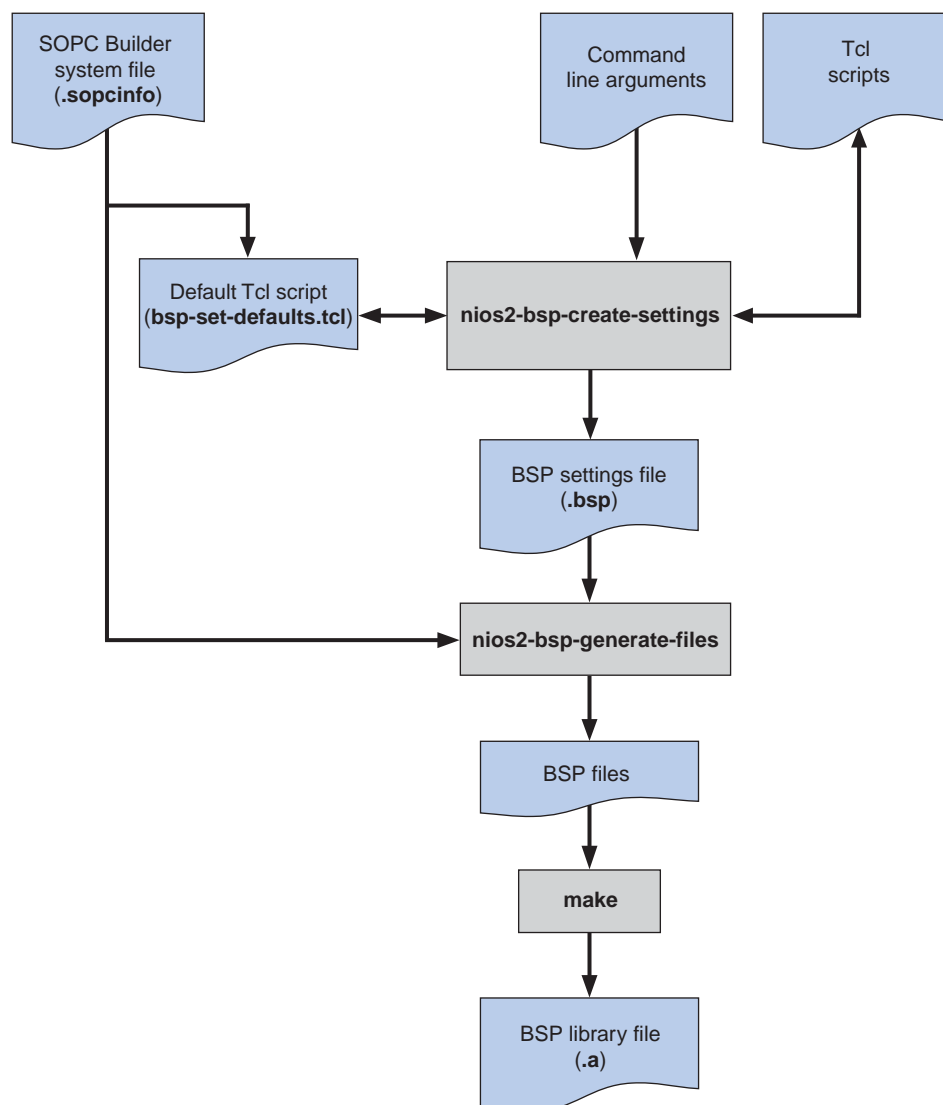 SOPC Builder
system file
(.sopcinfo)
Command
line arguments
Tcl
scripts
Default Tcl script
(bsp-set-defaults.tcl)
nios2-bsp-create-settings
BSP settings file
(.bsp)
nios2-bsp-generate-files
BSP files
make
BSP library file
(.a)